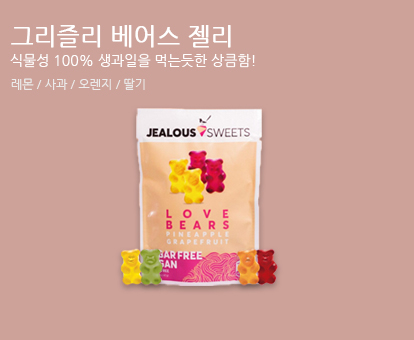 그리즐리 베어스 젤리
식물성 100% 생과일을 먹는듯한 상큼함!
레몬 / 사과 / 오렌지 / 딸기
JEALOUS SWEETS
LOVE
BEARS
PINEAPPLE
GRAPEFRUIT
GAR FREE
GAN